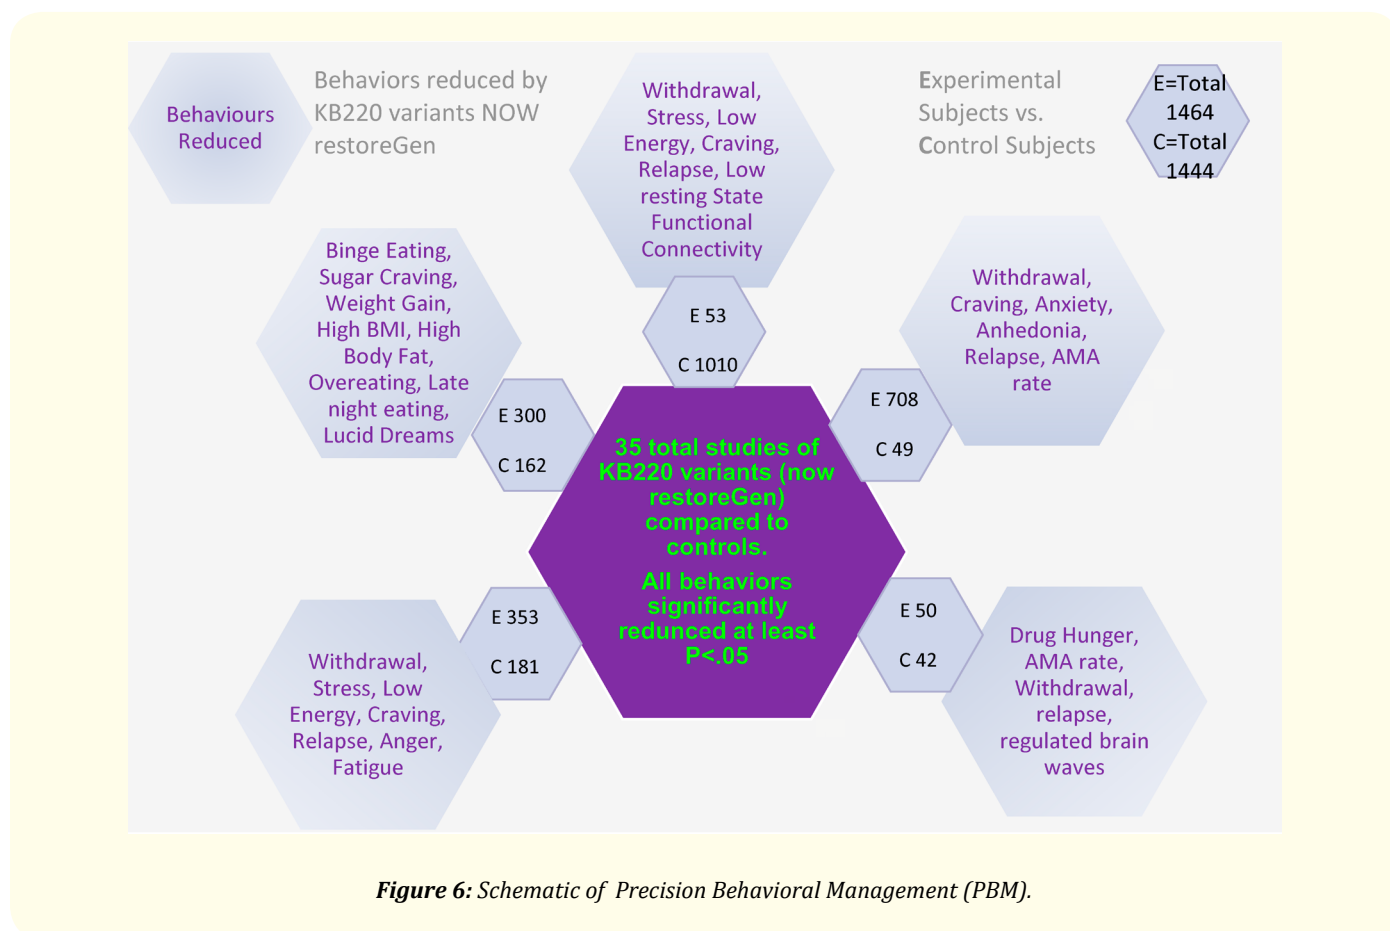 Behaviours
Reduced
Behaviors reduced by
KB220 variants NOW
restoreGen
Experimental
Subjects vs.
Control Subjects
E=Total
1464
C=Total
1444
Withdrawal,
Stress, Low
Energy, Craving,
Relapse, Low
resting State
Functional
Connectivity
E 53
C 1010
Binge Eating,
Sugar Craving,
Weight Gain,
High BMI, High
Body Fat,
Overeating, Late
night eating,
Lucid Dreams
E 300
C 162
Withdrawal,
Craving, Anxiety,
Anhedonia,
Relapse, AMA
rate
E 708
C 49
35 total studies of
KB220 variants (now
restoreGen)
compared to
controls.
All behaviors
significantly
redunced at least
P<.05
E 353
C 181
Withdrawal,
Stress, Low
Energy, Craving,
Relapse, Anger,
Fatigue
E 50
C 42
Drug Hunger,
AMA rate,
Withdrawal,
relapse,
regulated brain
waves
Figure 6: Schematic of Precision Behavioral Management (PBM).